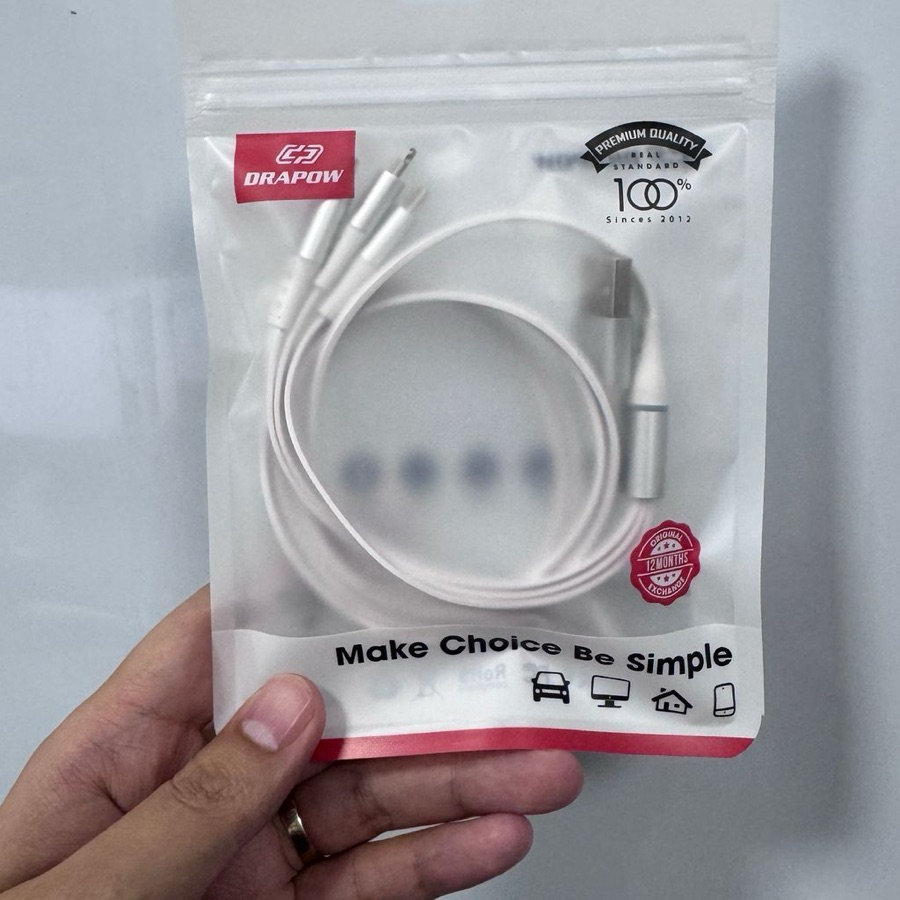 DRAPOW
PREMIUM QUALITY
REAL
STANDARD
100%
Sinces 2012
ORIGINAL
12MONTHS
EXCHANGE
Make Choice Be Simple